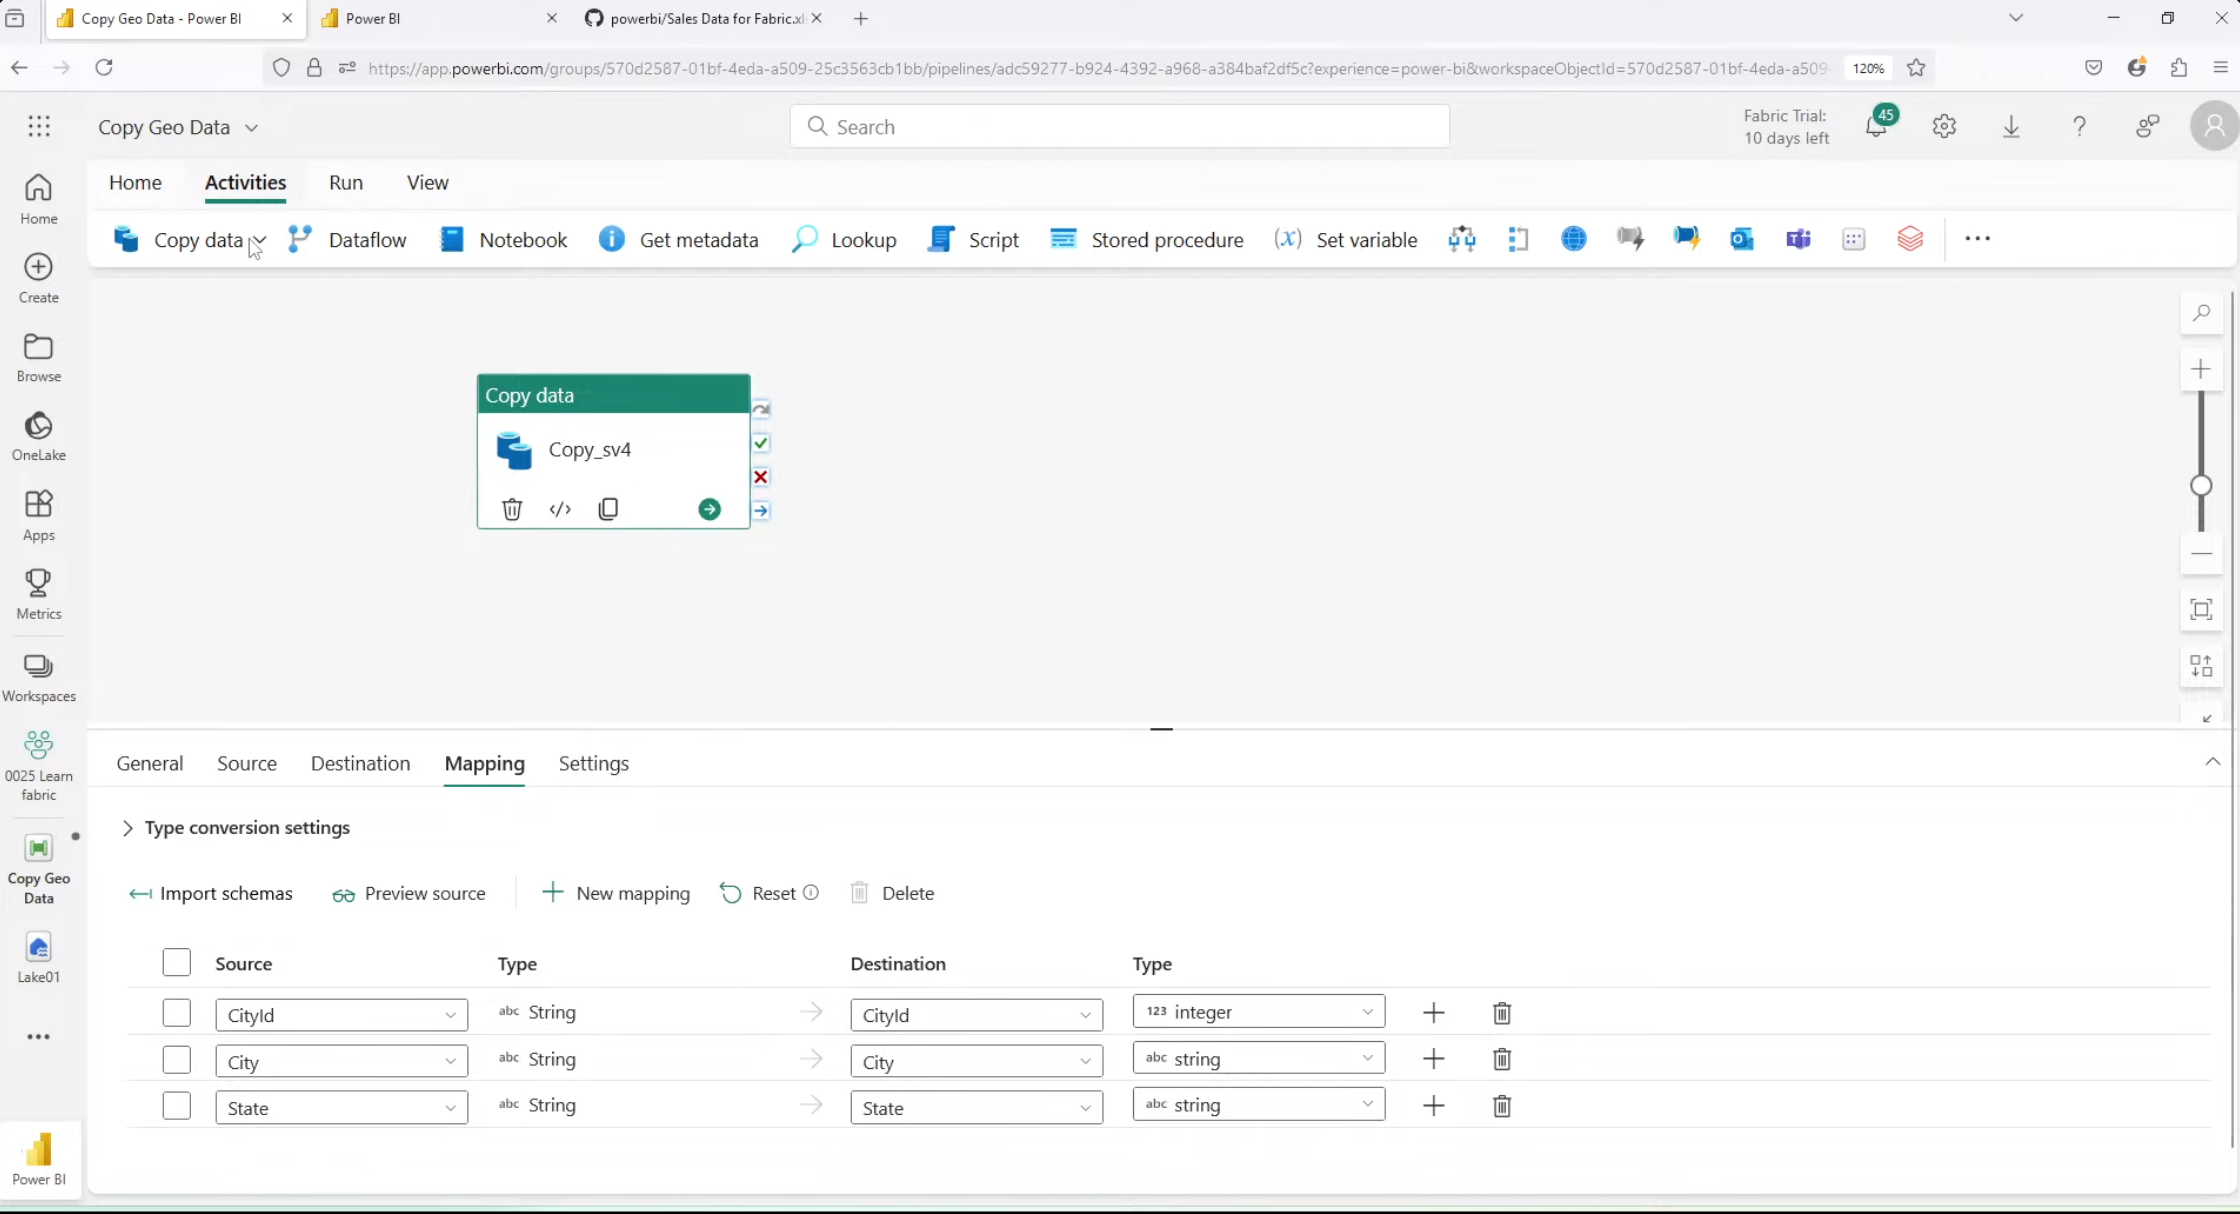 Copy Geo Data - Power BI
Power BI
powerbi/Sales Data for Fabric.xl
https://app.powerbi.com/groups/570d2587-01bf-4eda-a509-25c3563cb1bb/pipelines/adc59277-b924-4392-a968-a384baf2df5c?experience=power-bi&workspaceObjectId=570d2587-01bf-4eda-a509-
120%
Copy Geo Data
Search
Fabric Trial:
10 days left
45
Home
Activities
Run
View
Copy data
Dataflow
Notebook
Get metadata
Lookup
Script
Stored procedure
(x) Set variable
Home
Create
Browse
OneLake
Apps
Metrics
Workspaces
0025 Learn
fabric
Copy Geo
Data
Lake01
Power BI
Copy data
Copy_sv4
General
Source
Destination
Mapping
Settings
Type conversion settings
Import schemas
Preview source
New mapping
Reset
Delete
Source
Type
Destination
Type
CityId
abc String
CityId
123 integer
City
abc String
City
abc string
State
abc String
State
abc string